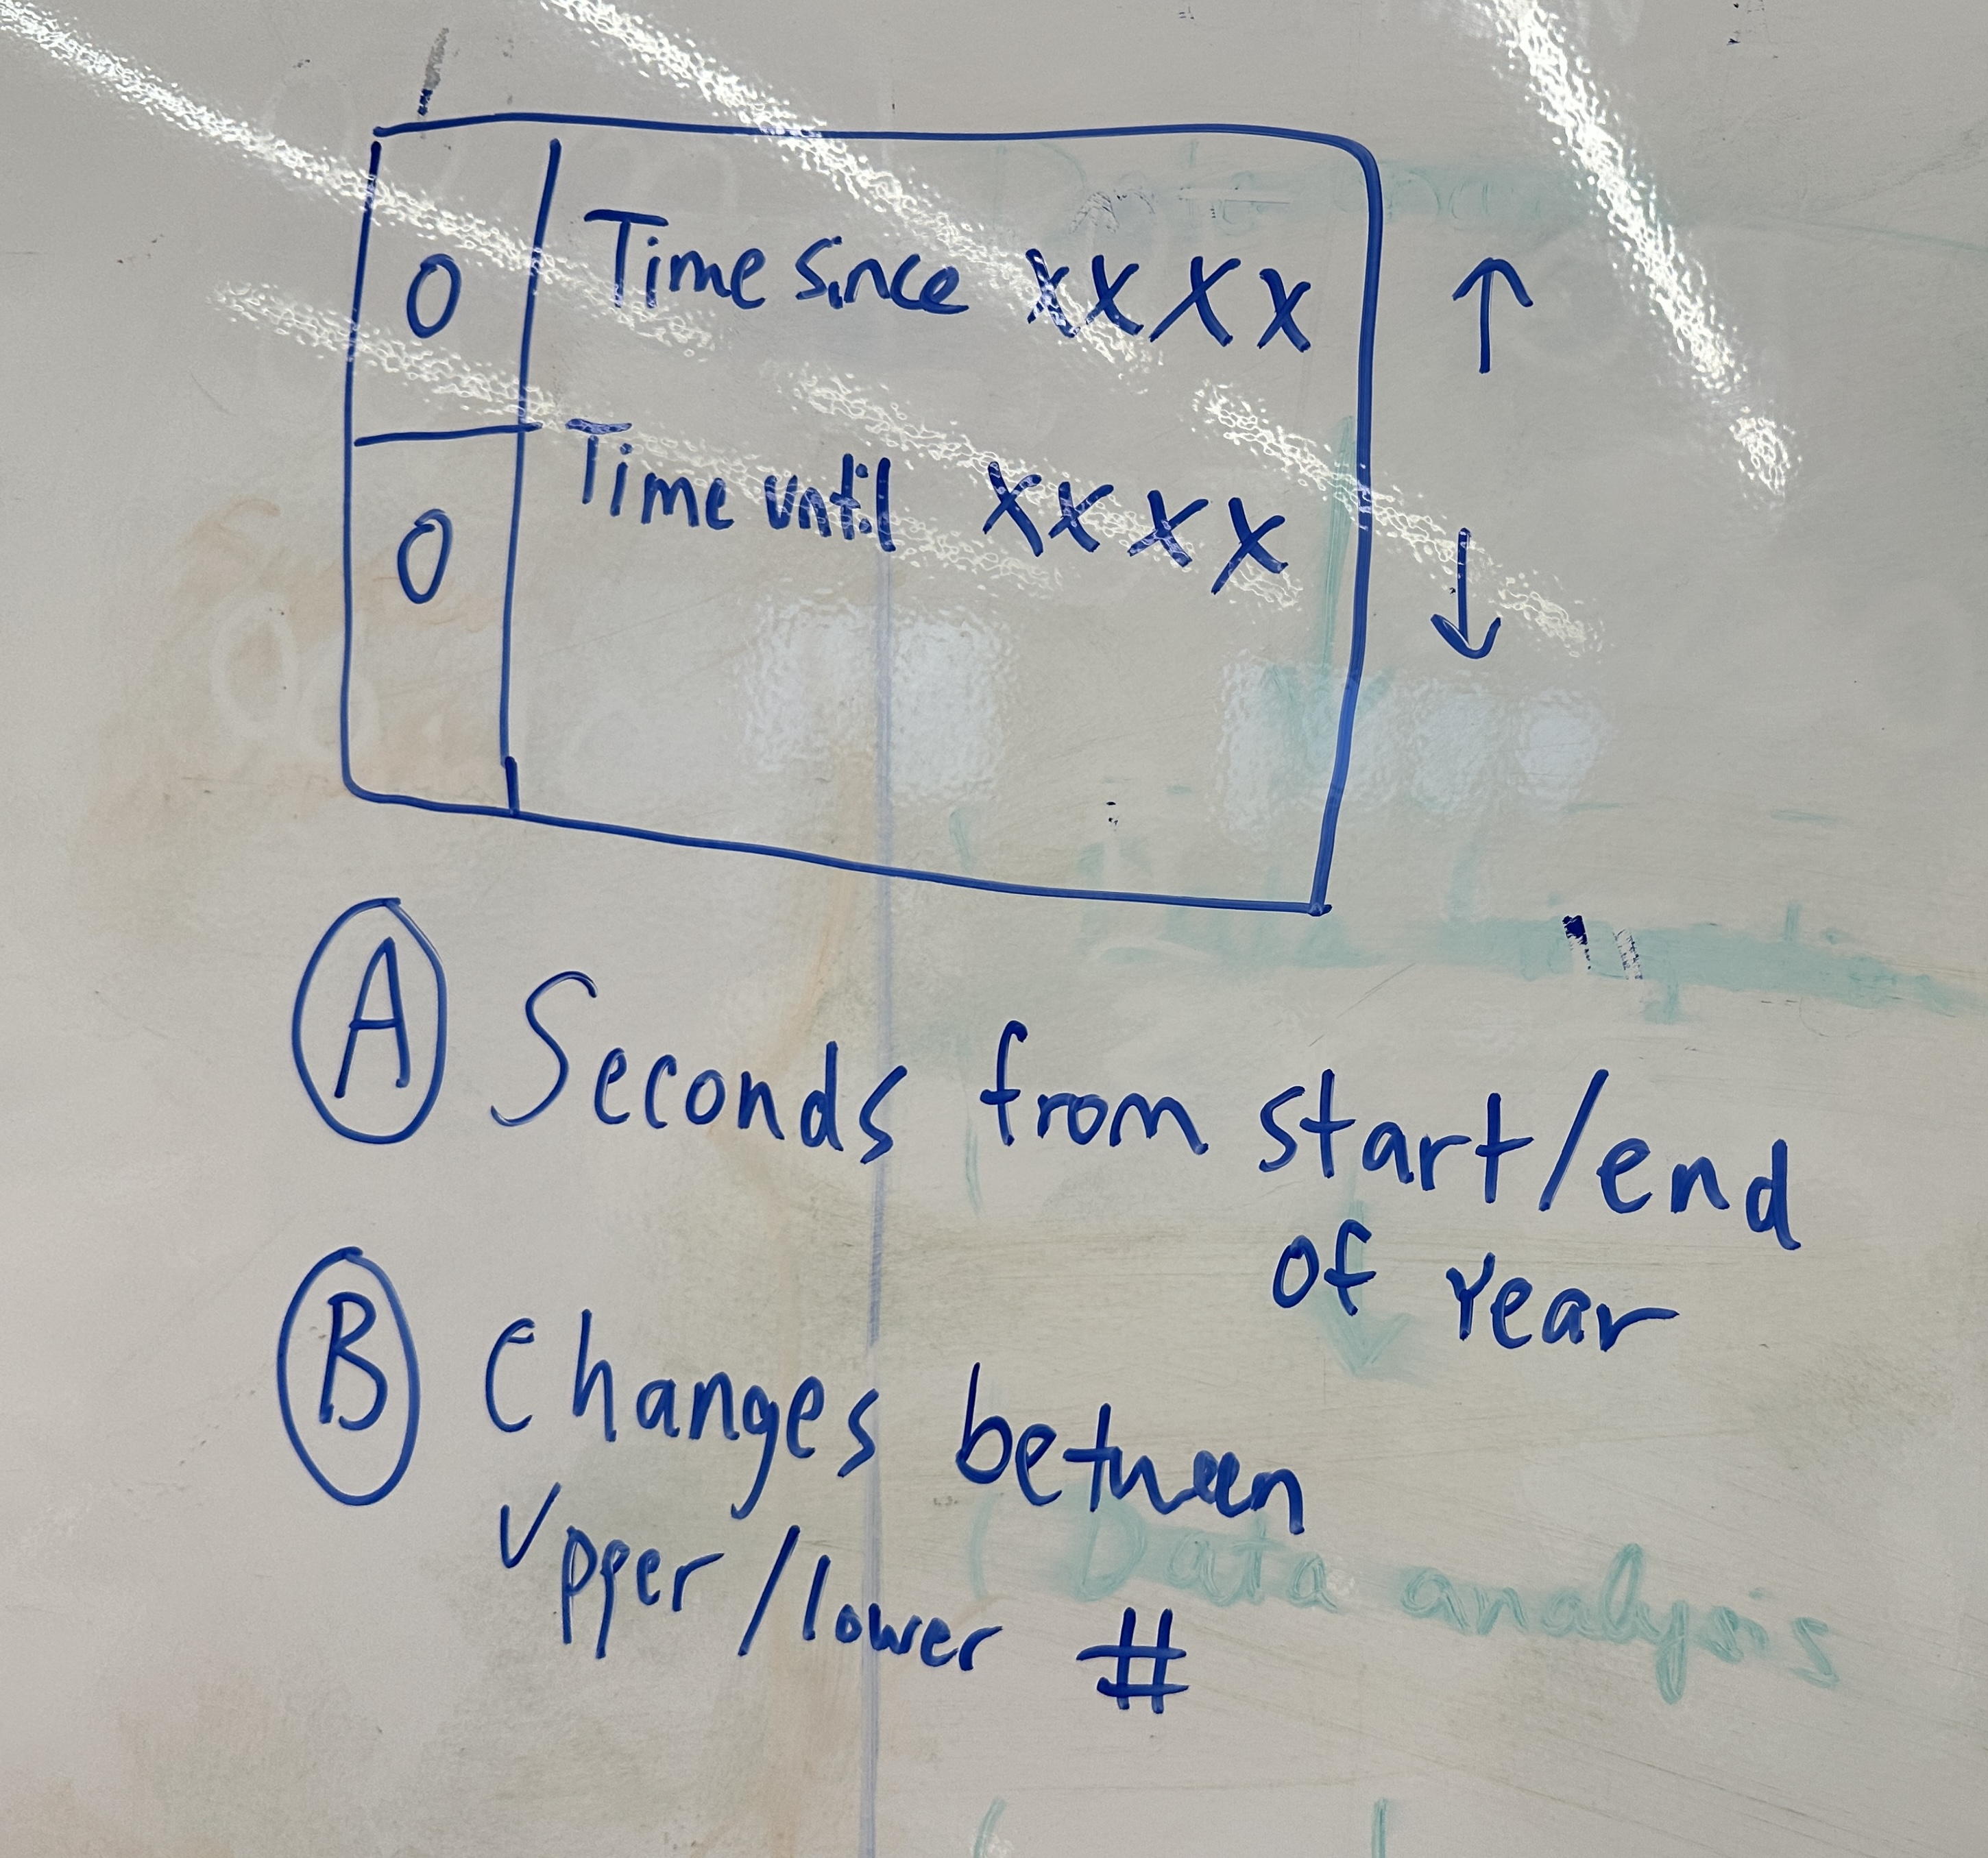 0 Time since xxxx ↑
0 Time until xxxx ↓
A Seconds from start/end
of Year
B Changes between
Upper/lower #
Data analysis